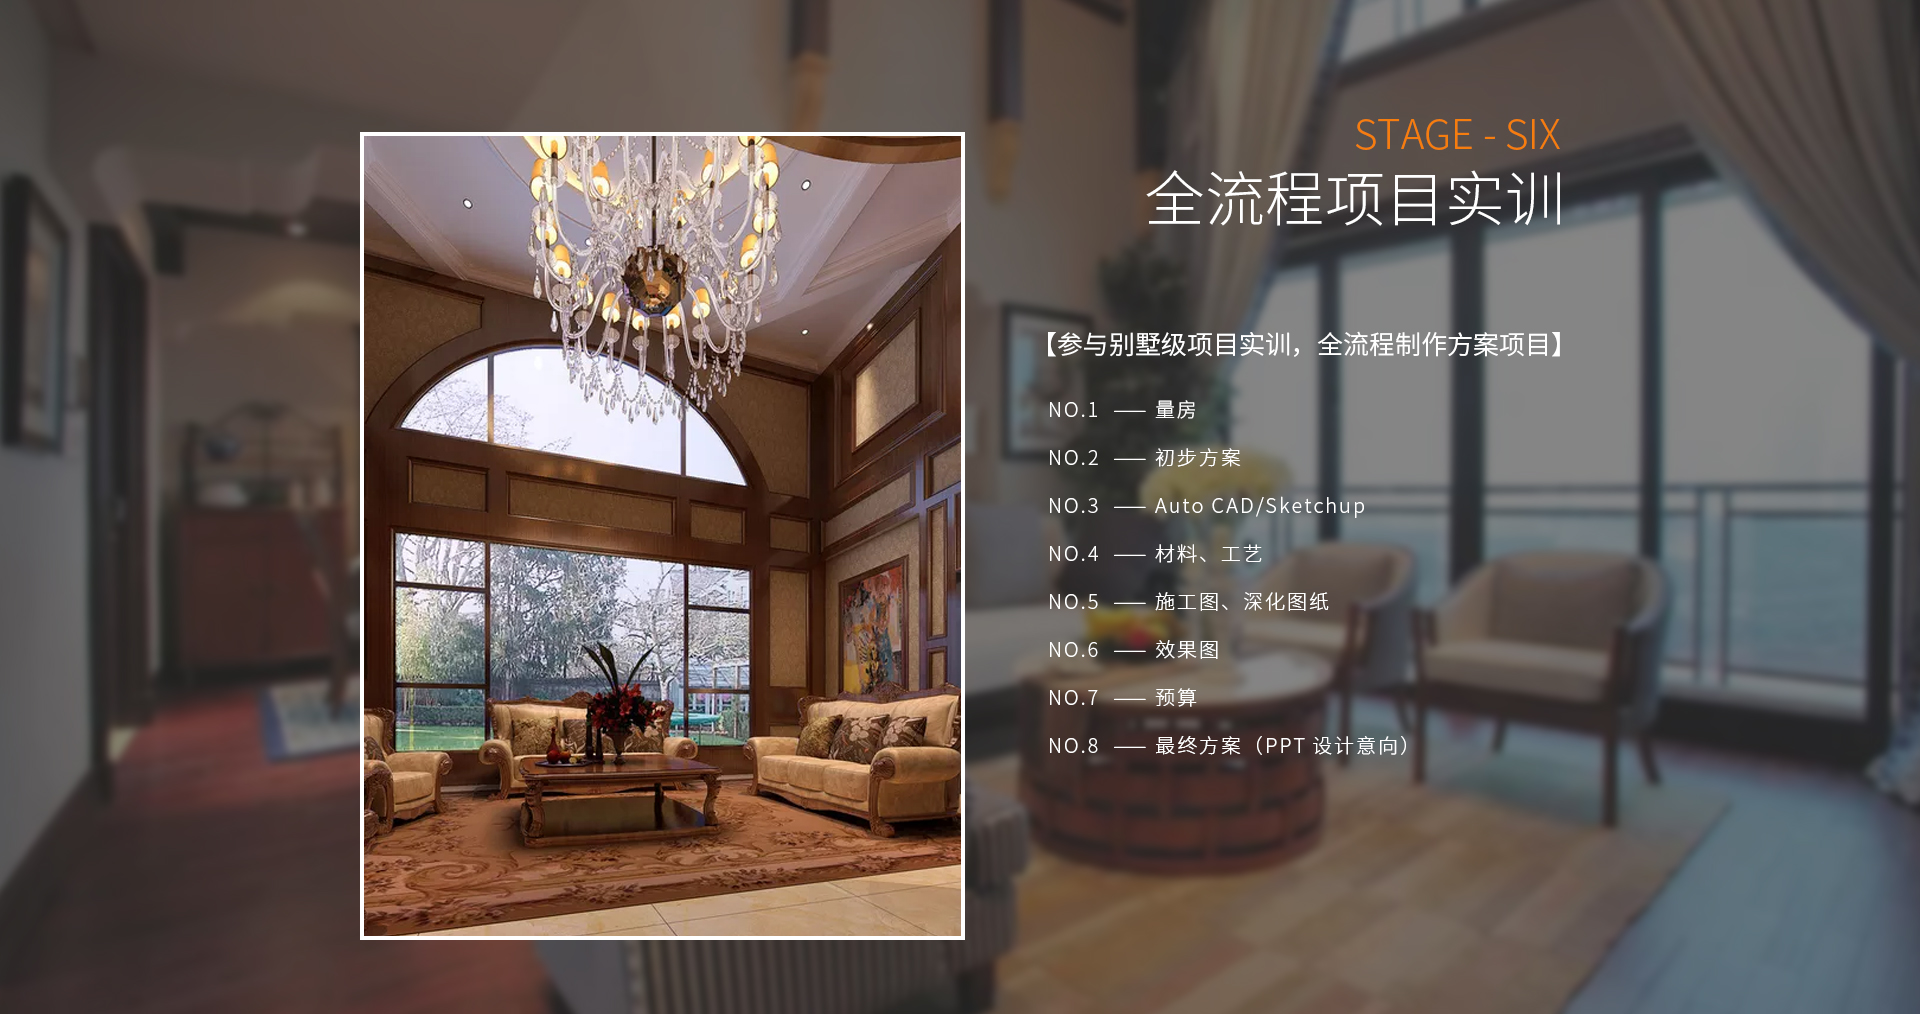 STAGE - SIX
全流程项目实训
【参与别墅级项目实训，全流程制作方案项目】
NO.1 —— 量房
NO.2 —— 初步方案
NO.3 —— Auto CAD/Sketchup
NO.4 —— 材料、工艺
NO.5 —— 施工图、深化图纸
NO.6 —— 效果图
NO.7 —— 预算
NO.8 —— 最终方案（PPT 设计意向）